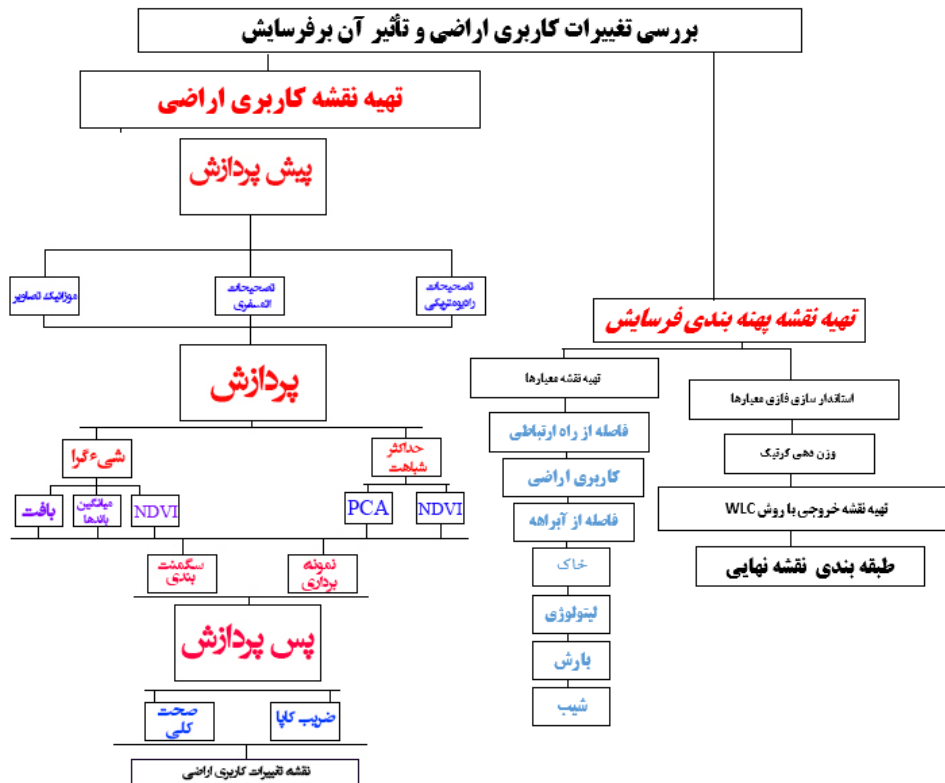 بررسی تغییرات کاربری اراضی و تأثیر آن برفرسایش
تهیه نقشه کاربری اراضی
پیش پردازش
تصحیحات
رادیومتریکی
تصحیحات
اتمسفری
موزائیک تصاویر
پردازش
حداکثر
شباهت
شیءگرا
NDVI
PCA
NDVI
میانگین
باندها
بافت
نمونه
برداری
سگمنت
بندی
پس پردازش
ضریب کاپا
صحت
کلی
نقشه تغییرات کاربری اراضی
تهیه نقشه پهنه بندی فرسایش
استاندار سازی فازی معیارها
وزن دهی کرتیک
تهیه نقشه خروجی با روش WLC
طبقه بندی نقشه نهایی
تهیه نقشه معیارها
فاصله از راه ارتباطی
کاربری اراضی
فاصله از آبراهه
خاک
لیتولوژی
بارش
شیب